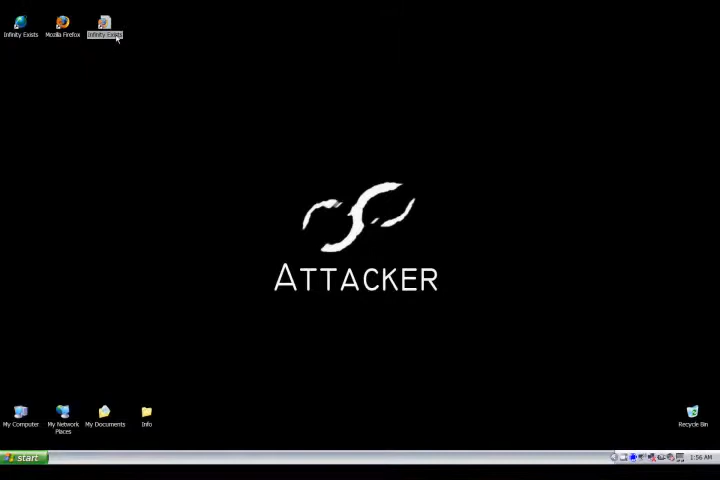 Infinity Exists
Mozilla Firefox
Infinity Exists
ATTACKER
My Computer
My Network
Places
My Documents
Info
Recycle Bin
start
1:56 AM